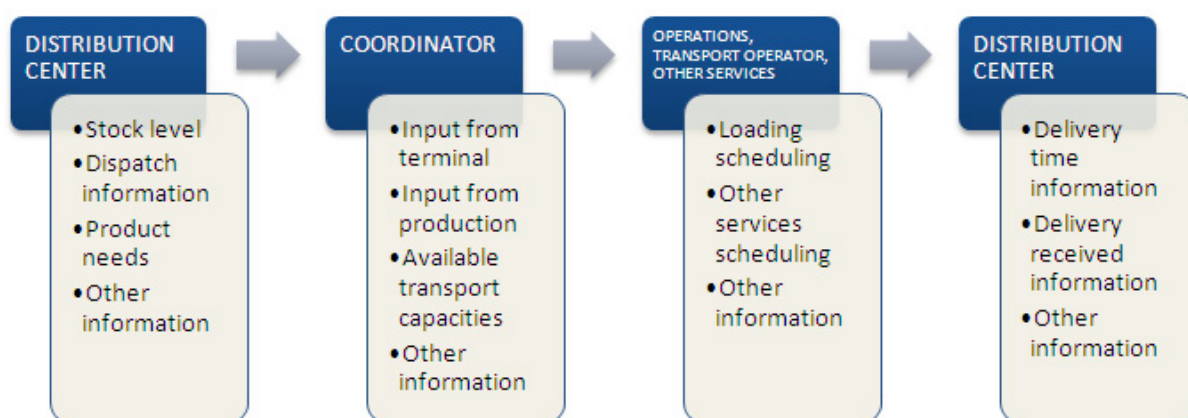 DISTRIBUTION
CENTER
•Stock level
•Dispatch
information
•Product
needs
•Other
information
COORDINATOR
•Input from
terminal
•Input from
production
•Available
transport
capacities
•Other
information
OPERATIONS,
TRANSPORT OPERATOR,
OTHER SERVICES
•Loading
scheduling
•Other
services
scheduling
•Other
information
DISTRIBUTION
CENTER
•Delivery
time
information
•Delivery
received
information
•Other
information